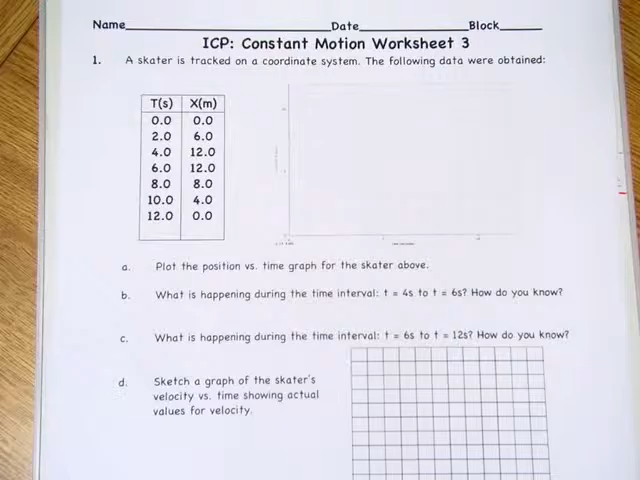 Name____________________Date__________Block____
ICP: Constant Motion Worksheet 3
1. A skater is tracked on a coordinate system. The following data were obtained:
T(s) X(m)
0.0 0.0
2.0 6.0
4.0 12.0
6.0 12.0
8.0 8.0
10.0 4.0
12.0 0.0
a. Plot the position vs. time graph for the skater above.
b. What is happening during the time interval: t = 4s to t = 6s? How do you know?
c. What is happening during the time interval: t = 6s to t = 12s? How do you know?
d. Sketch a graph of the skater's
velocity vs. time showing actual
values for velocity.